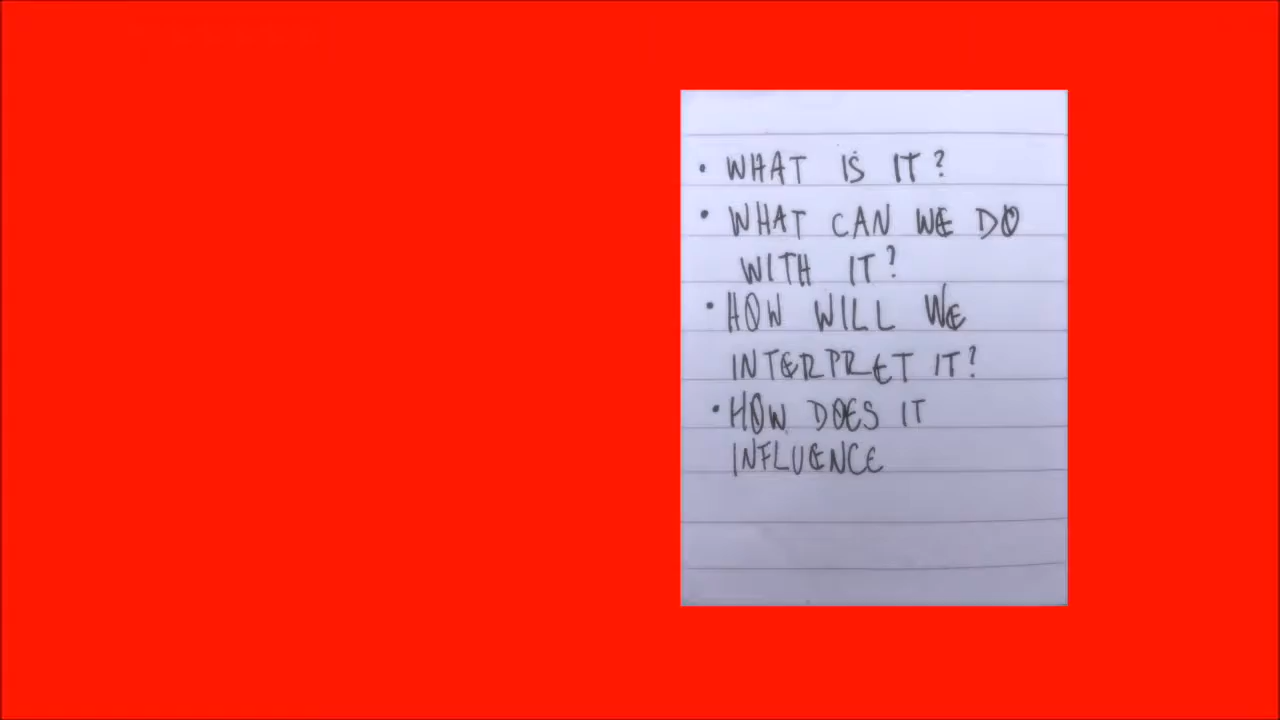 • WHAT IS IT?
• WHAT CAN WE DO
WITH IT?
• HOW WILL WE
INTERPRET IT?
• HOW DOES IT
INFLUENCE